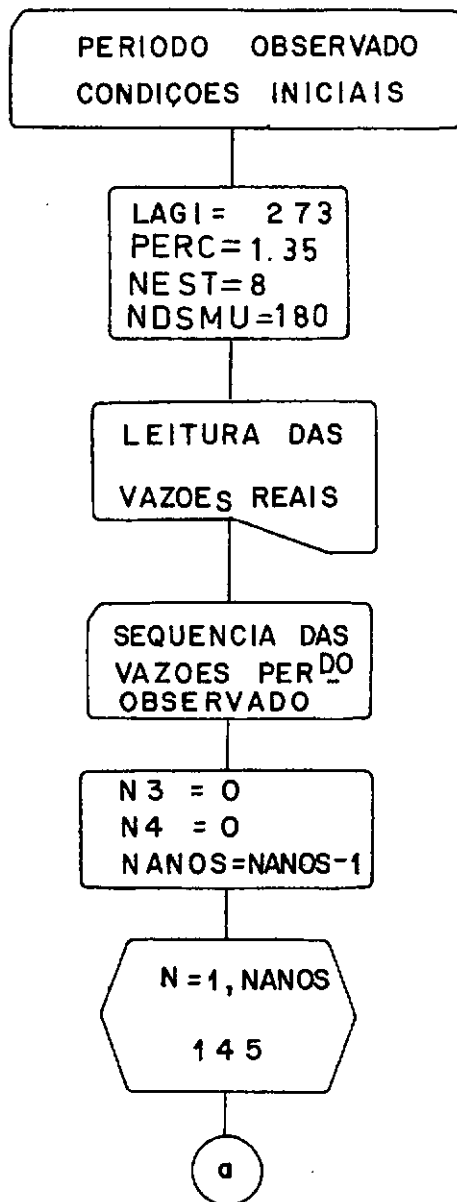 PERIODO OBSERVADO
CONDIÇOES INICIAIS
LAGI= 273
PERC=1.35
NEST=8
NDSMU=180
LEITURA DAS
VAZOES REAIS
SEQUENCIA DAS
VAZOES PERDO
OBSERVADO
N3 = 0
N4 = 0
NANOS=NANOS-1
N=1,NANOS
145
a